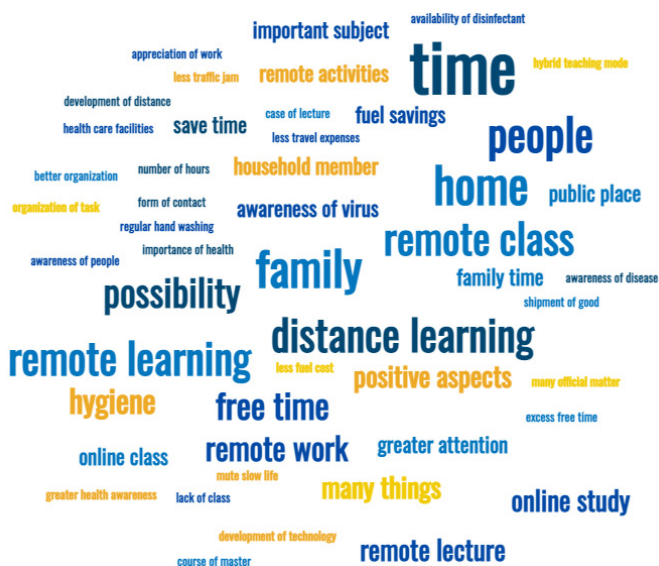 availability of disinfectant
important subject
time
appreciation of work
hybrid teaching mode
less traffic jam
remote activities
development of distance
case of lecture
fuel savings
health care facilities
save time
people
less travel expenses
household member
number of hours
better organization
home
public place
form of contact
organization of task
awareness of virus
regular hand washing
remote class
importance of health
awareness of people
family
family time
awareness of disease
possibility
shipment of good
distance learning
remote learning
less fuel cost
positive aspects
many official matter
hygiene
free time
excess free time
remote work
greater attention
online class
mute slow life
many things
greater health awareness
lack of class
online study
development of technology
remote lecture
course of master